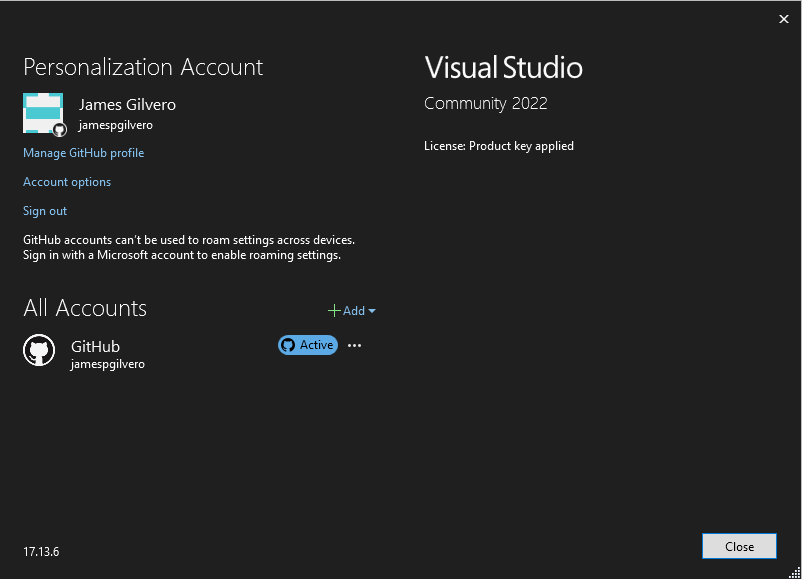 Personalization Account
James Gilvero
jamespgilvero
Manage GitHub profile
Account options
Sign out
GitHub accounts can't be used to roam settings across devices.
Sign in with a Microsoft account to enable roaming settings.
All Accounts
Add
GitHub
jamespgilvero
Active
Visual Studio
Community 2022
License: Product key applied
17.13.6
Close